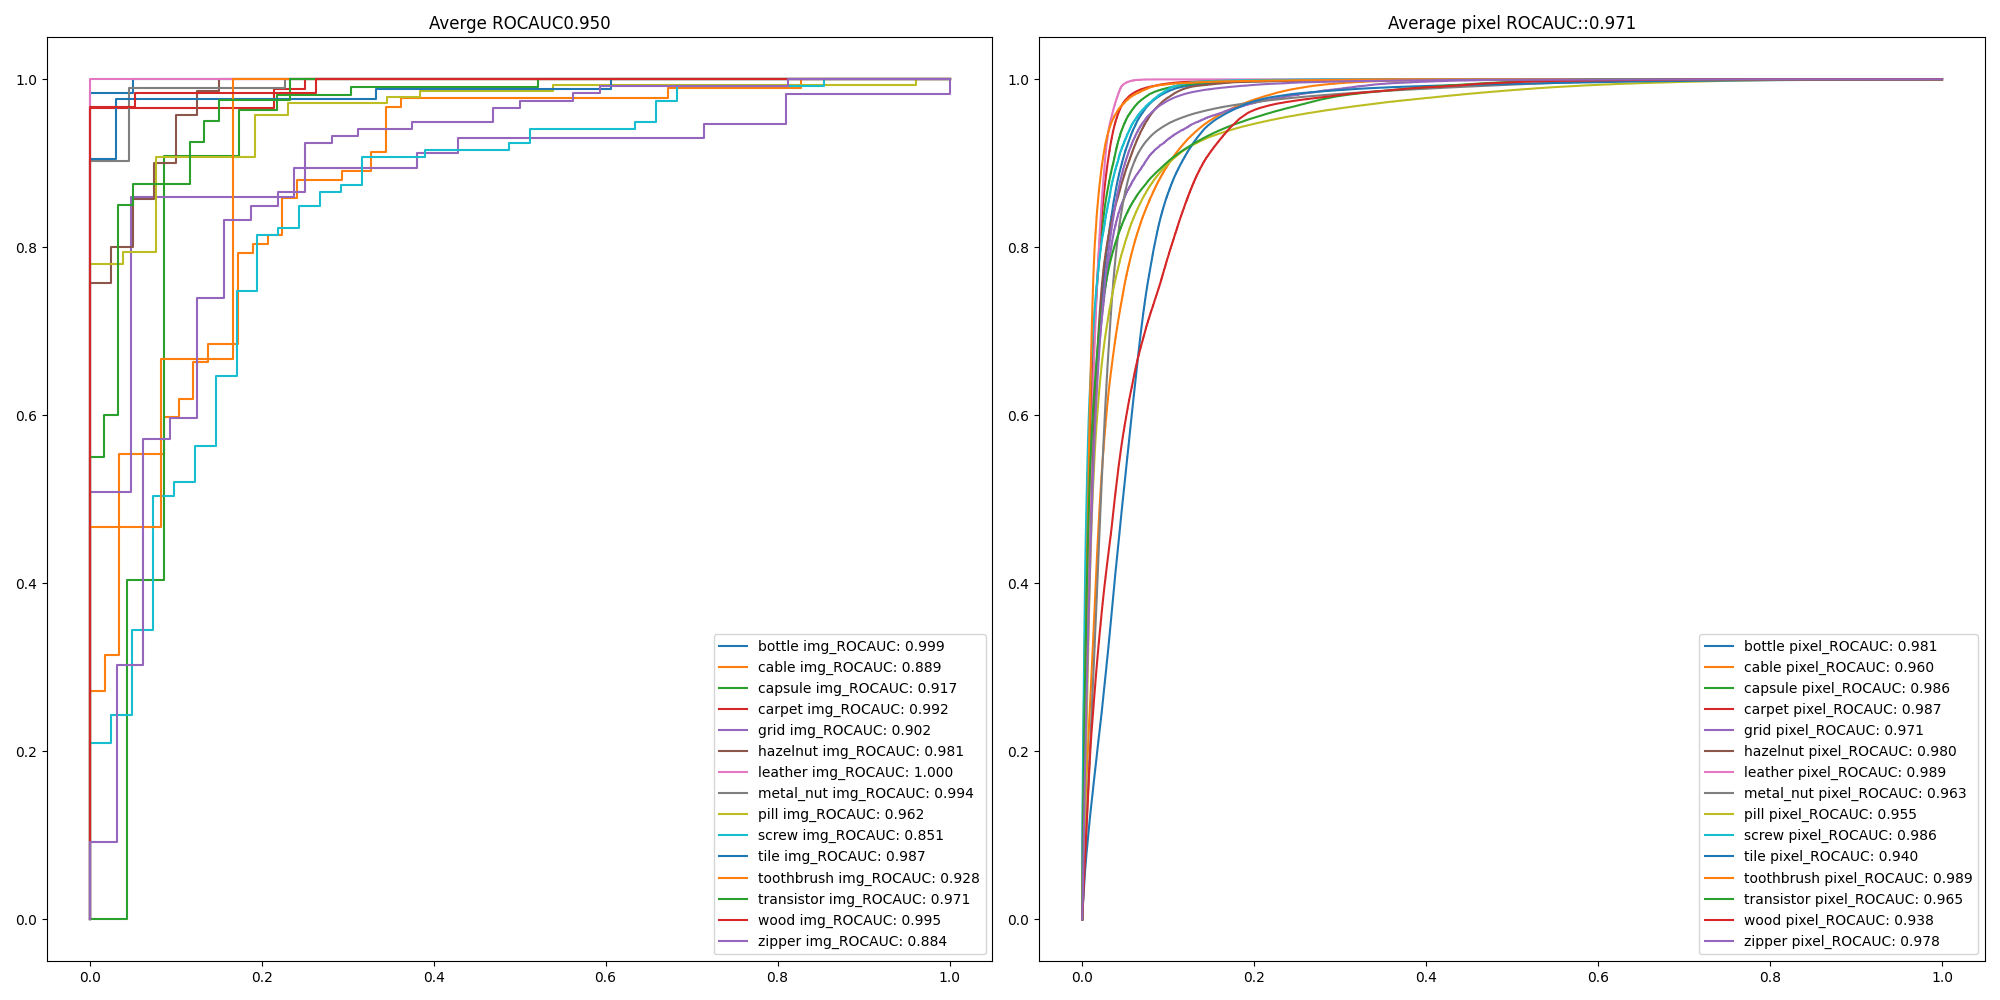 Averge ROCAUC0.950
1.0
0.8
0.6
0.4
0.2
0.0
0.0 0.2 0.4 0.6 0.8 1.0
bottle img_ROCAUC: 0.999
cable img_ROCAUC: 0.889
capsule img_ROCAUC: 0.917
carpet img_ROCAUC: 0.992
grid img_ROCAUC: 0.902
hazelnut img_ROCAUC: 0.981
leather img_ROCAUC: 1.000
metal_nut img_ROCAUC: 0.994
pill img_ROCAUC: 0.962
screw img_ROCAUC: 0.851
tile img_ROCAUC: 0.987
toothbrush img_ROCAUC: 0.928
transistor img_ROCAUC: 0.971
wood img_ROCAUC: 0.995
zipper img_ROCAUC: 0.884
Average pixel ROCAUC::0.971
1.0
0.8
0.6
0.4
0.2
0.0
0.0 0.2 0.4 0.6 0.8 1.0
bottle pixel_ROCAUC: 0.981
cable pixel_ROCAUC: 0.960
capsule pixel_ROCAUC: 0.986
carpet pixel_ROCAUC: 0.987
grid pixel_ROCAUC: 0.971
hazelnut pixel_ROCAUC: 0.980
leather pixel_ROCAUC: 0.989
metal_nut pixel_ROCAUC: 0.963
pill pixel_ROCAUC: 0.955
screw pixel_ROCAUC: 0.986
tile pixel_ROCAUC: 0.940
toothbrush pixel_ROCAUC: 0.989
transistor pixel_ROCAUC: 0.965
wood pixel_ROCAUC: 0.938
zipper pixel_ROCAUC: 0.978